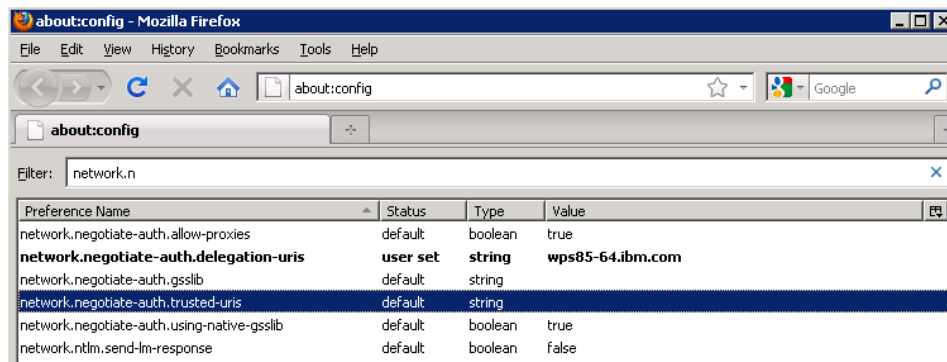 about:config - Mozilla Firefox
File Edit View History Bookmarks Tools Help
about:config Google
about:config
Filter: network.n
Preference Name Status Type Value
network.negotiate-auth.allow-proxies default boolean true
network.negotiate-auth.delegation-uris user set string wps85-64.ibm.com
network.negotiate-auth.gsslib default string
network.negotiate-auth.trusted-uris default string
network.negotiate-auth.using-native-gsslib default boolean true
network.ntlm.send-lm-response default boolean false